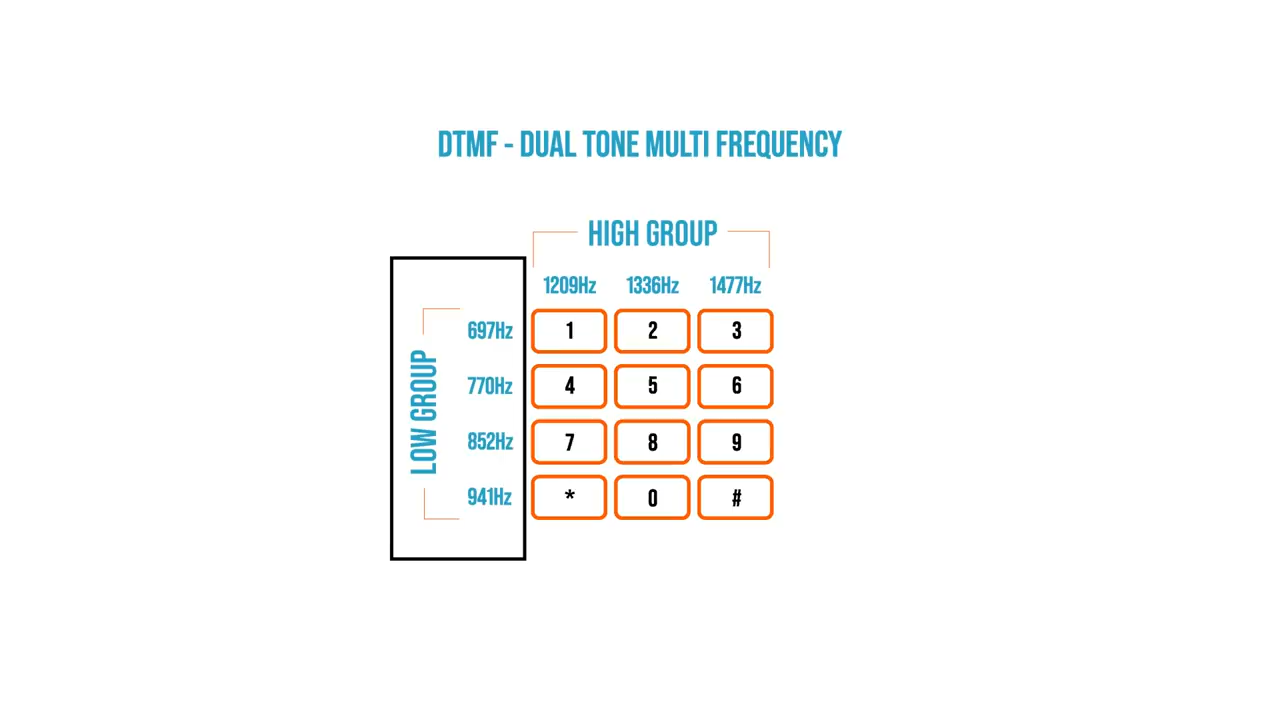 DTMF - DUAL TONE MULTI FREQUENCY
HIGH GROUP
1209Hz 1336Hz 1477Hz
LOW GROUP
697Hz 1 2 3
770Hz 4 5 6
852Hz 7 8 9
941Hz * 0 #